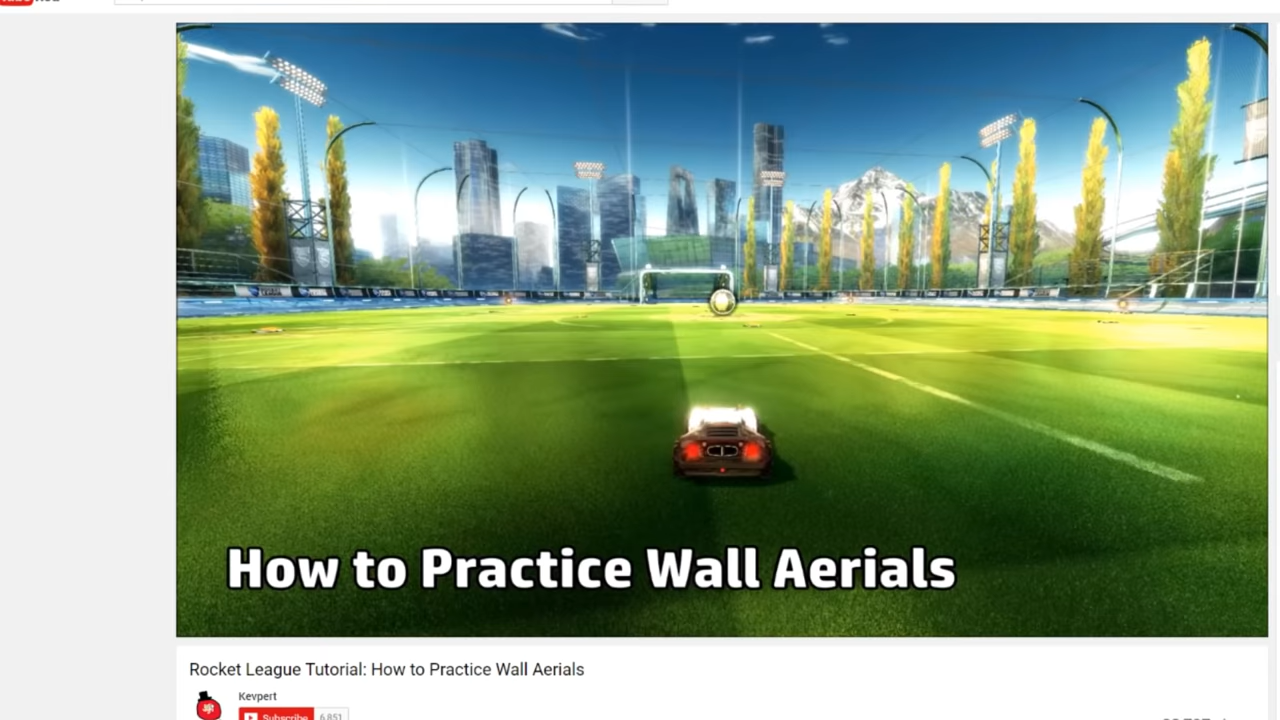 How to Practice Wall Aerials
Rocket League Tutorial: How to Practice Wall Aerials
Kevpert
Subscribe 6,851